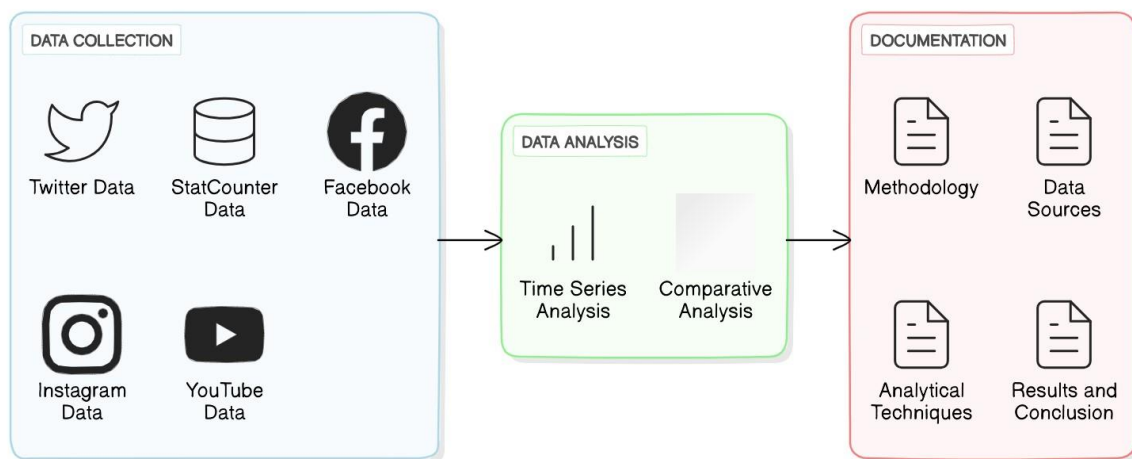 DATA COLLECTION
Twitter Data
StatCounter
Data
Facebook
Data
Instagram
Data
YouTube
Data
DATA ANALYSIS
Time Series
Analysis
Comparative
Analysis
DOCUMENTATION
Methodology
Data
Sources
Analytical
Techniques
Results and
Conclusion